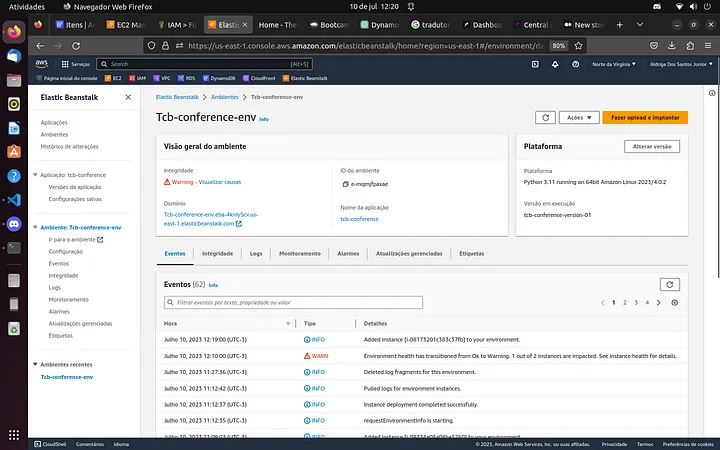 Atividades
Navegador Web Firefox
10 de jul 12:20
Itens | A
EC2 Man
IAM > Fu
Elastic
Home - The
Bootcam
Dynamo
tradutor
Dashboa
Central d
New stor
https://us-east-1.console.aws.amazon.com/elasticbeanstalk/home?region=us-east-1#/environment/da
80%
aws
Serviços
Search
[Alt+S]
Norte da Virgínia
Aldrige Dos Santos Junior
Página inicial do console
EC2
IAM
VPC
RDS
DynamoDB
CloudFront
Elastic Beanstalk
Elastic Beanstalk
Aplicações
Ambientes
Histórico de alterações
Aplicação: tcb-conference
Versões da aplicação
Configurações salvas
Ambiente: Tcb-conference-env
Ir para o ambiente
Configuração
Eventos
Integridade
Logs
Monitoramento
Alarmes
Atualizações gerenciadas
Etiquetas
Ambientes recentes
Tcb-conference-env
Elastic Beanstalk > Ambientes > Tcb-conference-env
Tcb-conference-env Info
Ações
Fazer upload e implantar
Visão geral do ambiente
Integridade
Warning - Visualizar causas
Domínio
ID do ambiente
e-mqmjfpaxae
Nome da aplicação
tcb-conference
Plataforma
Alterar versão
Plataforma
Python 3.11 running on 64bit Amazon Linux 2023/4.0.2
Versão em execução
tcb-conference-version-01
Eventos
Integridade
Logs
Monitoramento
Alarmes
Atualizações gerenciadas
Etiquetas
Eventos (62) Info
Filtrar eventos por texto, propriedade ou valor
1 2 3 4
Hora
Tipo
Detalhes
Julho 10, 2023 12:19:00 (UTC-3) INFO Added instance [i-08173201c383c37fb] to your environment.
Julho 10, 2023 12:10:00 (UTC-3) WARN Environment health has transitioned from Ok to Warning. 1 out of 2 instances are impacted. See instance health for details.
Julho 10, 2023 11:27:36 (UTC-3) INFO Deleted log fragments for this environment.
Julho 10, 2023 11:12:42 (UTC-3) INFO Pulled logs for environment instances.
Julho 10, 2023 11:12:37 (UTC-3) INFO Instance deployment completed successfully.
Julho 10, 2023 11:12:35 (UTC-3) INFO requestEnvironmentInfo is starting.
Julho 10, 2023 11:09:03 (UTC-3) INFO Added instance
CloudShell
Comentários
Idioma
© 2023, Amazon Web Services, Inc. ou suas afiliadas.
Privacidade
Termos
Preferências de cookies